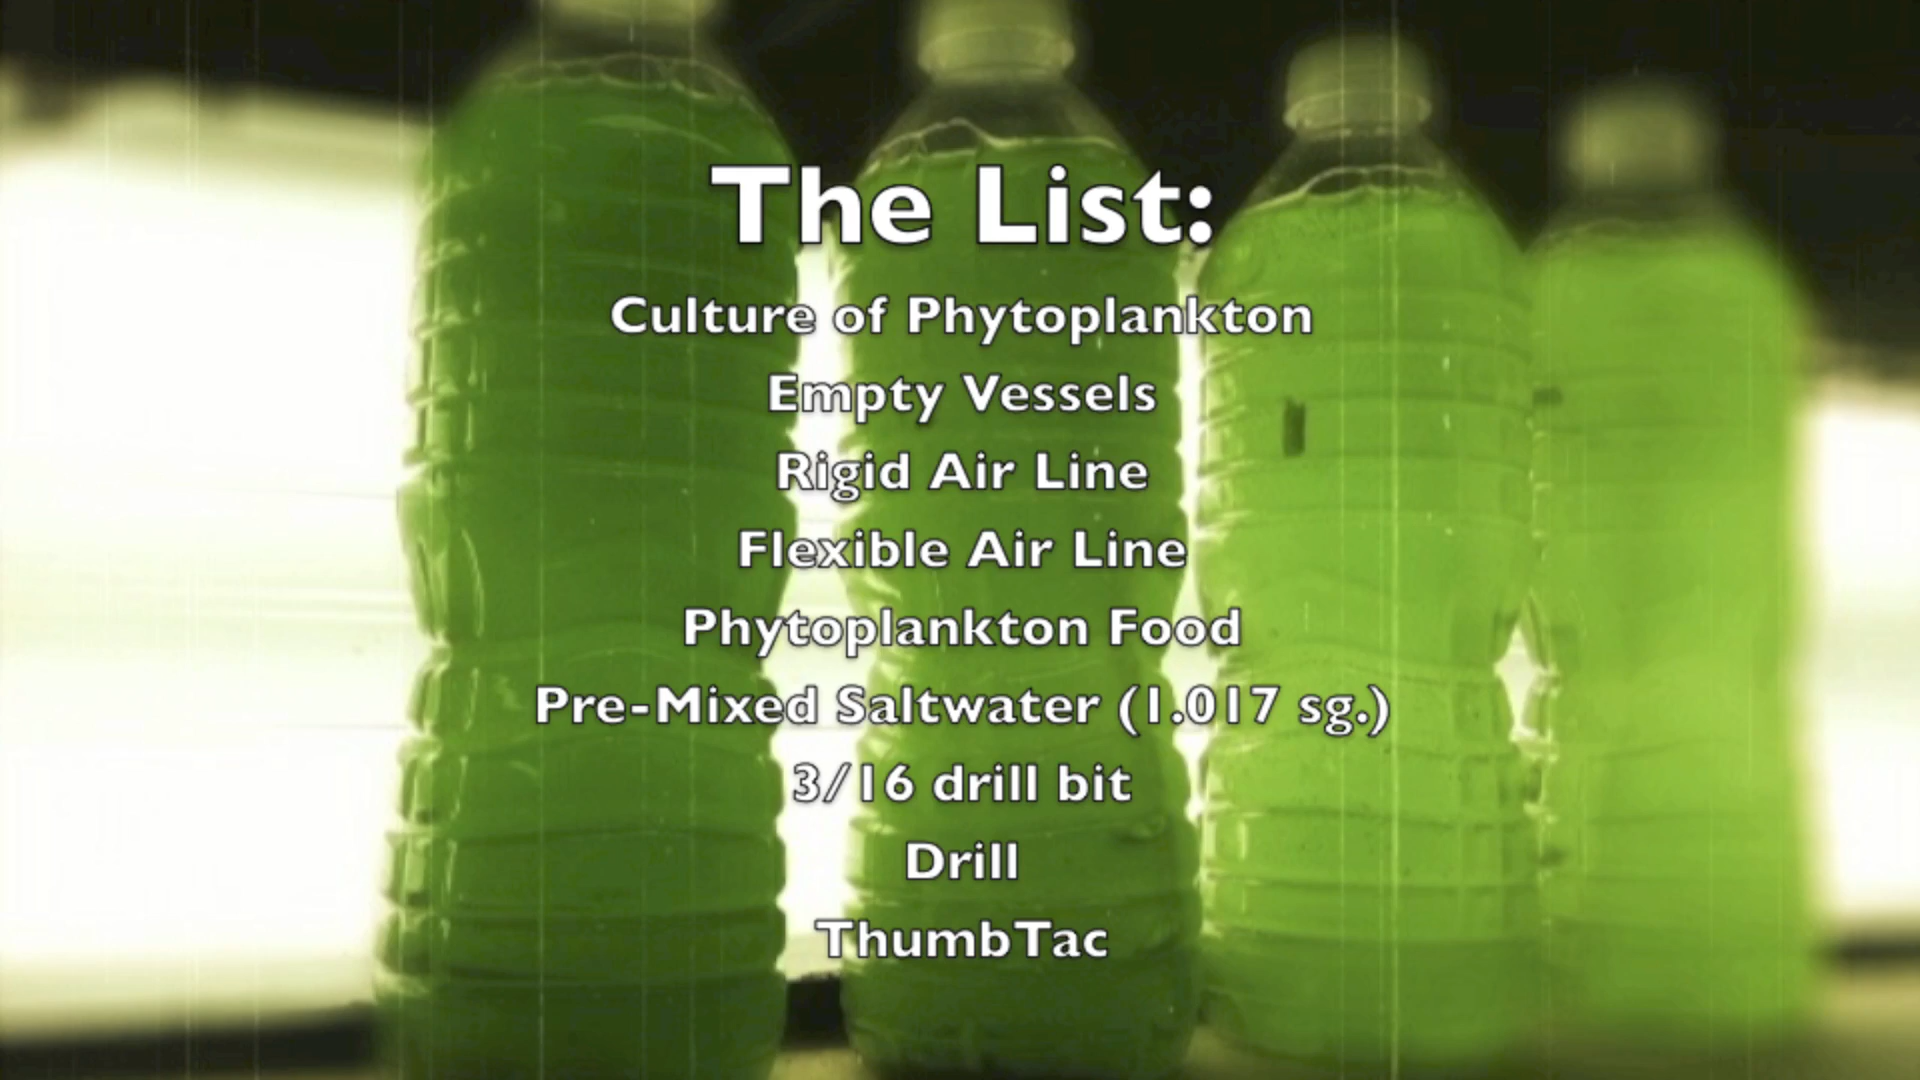 The List:
Culture of Phytoplankton
Empty Vessels
Rigid Air Line
Flexible Air Line
Phytoplankton Food
Pre-Mixed Saltwater (1.017 sg.)
3/16 drill bit
Drill
ThumbTac